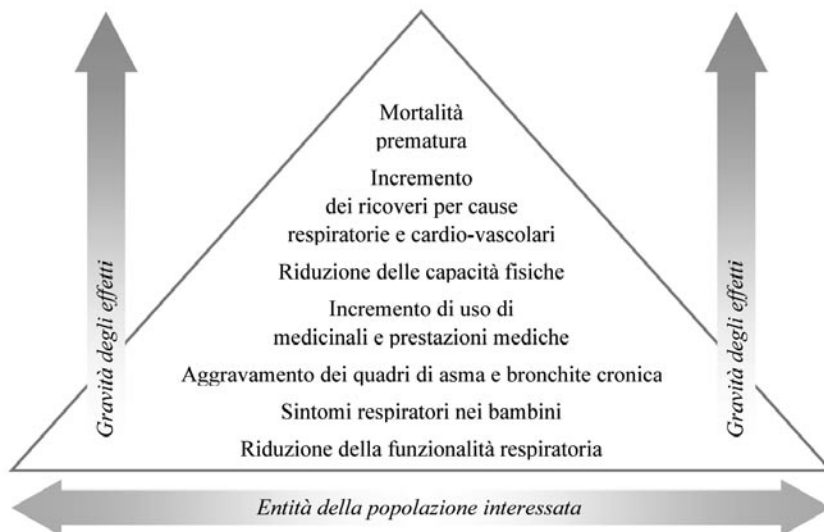 Mortalità
prematura
Incremento
dei ricoveri per cause
respiratorie e cardio-vascolari
Riduzione delle capacità fisiche
Incremento di uso di
medicinali e prestazioni mediche
Aggravamento dei quadri di asma e bronchite cronica
Sintomi respiratori nei bambini
Riduzione della funzionalità respiratoria
Gravità degli effetti
Gravità degli effetti
Entità della popolazione interessata